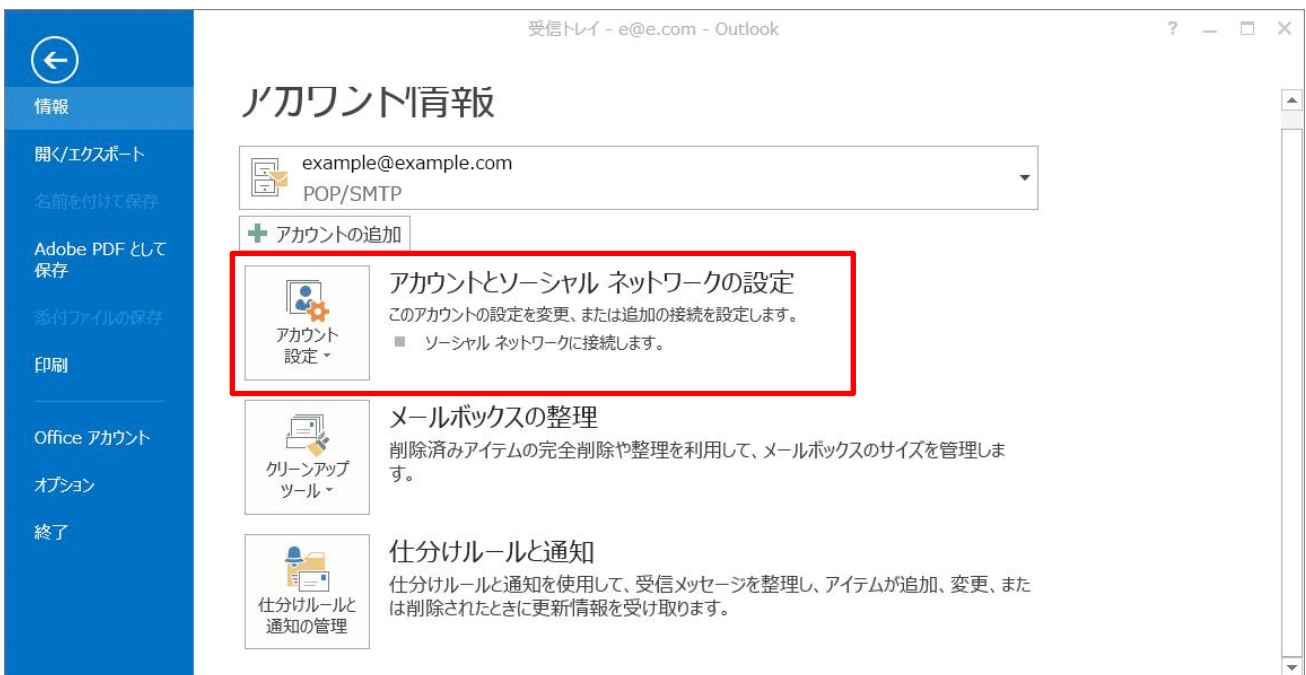 受信トレイ - e@e.com - Outlook
?
情報
開く/エクスポート
名前を付けて保存
Adobe PDF として
保存
添付ファイルの保存
印刷
Office アカウント
オプション
終了
アカウント情報
example@example.com
POP/SMTP
アカウントの追加
アカウント
設定
アカウントとソーシャル ネットワークの設定
このアカウントの設定を変更、または追加の接続を設定します。
ソーシャル ネットワークに接続します。
クリーンアップ
ツール
メールボックスの整理
削除済みアイテムの完全削除や整理を利用して、メールボックスのサイズを管理しま
す。
仕分けルールと
通知の管理
仕分けルールと通知
仕分けルールと通知を使用して、受信メッセージを整理し、アイテムが追加、変更、また
は削除されたときに更新情報を受け取ります。